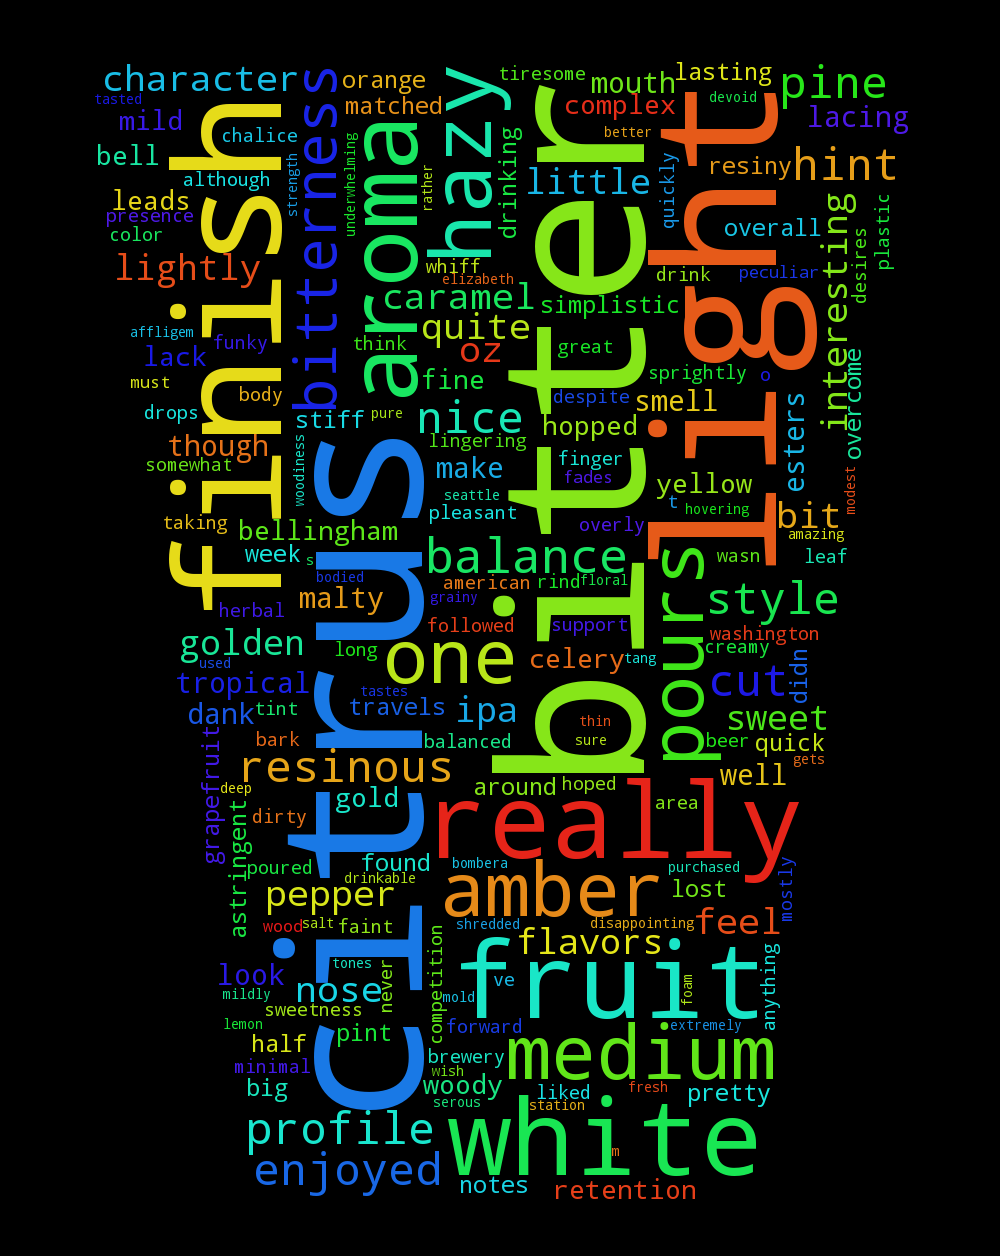 character
orange
tiresome
mouth
lasting
pine
tasted
matched
complex
devoid
lacing
mild
chalice
better
bell
although
little
resiny
hint
leads
presence
color
overall
lightly
whiff
elizabeth
drink
peculiar
finish
bitterness
strength
underwhelming
aroma
rather
hazy
drinking
bitter
quickly
light
interesting
desires
plastic
overcome
caramel
simplistic
affligem
funky
quite
think
oz
great
lack
must
body
fine
sprightly
o
despite
smell
drops
stiff
pure
nice
hopped
though
lingering
somewhat
woodiness
make
finger
fades
yellow
esters
modest
seattle
t
hovering
taking
pleasant
overly
bit
bellingham
amazing
week
s
balance
wasn
leaf
bodied
american
rind
floral
malty
grainy
style
herbal
followed
support
washington
golden
long
one
celery
tang
creamy
used
tropical
tastes
cut
didn
pours
dank
tint
travels
ipa
thin
sweet
bark
balanced
sure
beer
quick
gets
resinous
citrus
grapefruit
deep
gold
around
hoped
well
dirty
astringent
area
really
poured
found
bombera
purchased
mostly
drinkable
pepper
amber
lost
wood
salt
faint
shredded
disappointing
feel
flavors
look
tones
never
competition
fruit
ve
foam
anything
mildly
nose
mold
sweetness
lemon
pint
forward
extremely
half
brewery
medium
minimal
wish
big
woody
liked
fresh
pretty
serous
station
profile
white
m
enjoyed
notes
retention